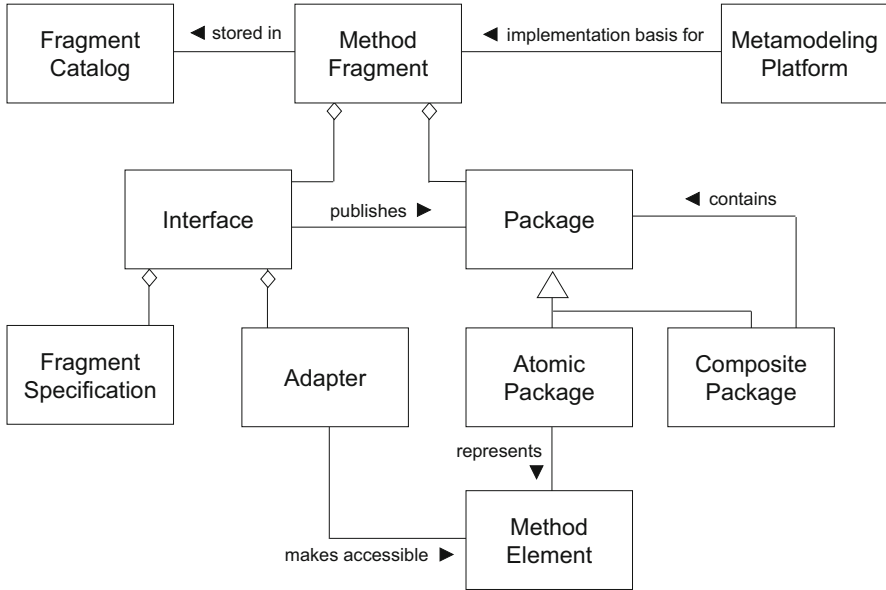 Fragment
Catalog
◄ stored in
Method
Fragment
◄ implementation basis for
Metamodeling
Platform
Interface
publishes ►
Package
◄ contains
Fragment
Specification
Adapter
Atomic
Package
Composite
Package
represents
▼
Method
Element
makes accessible ►